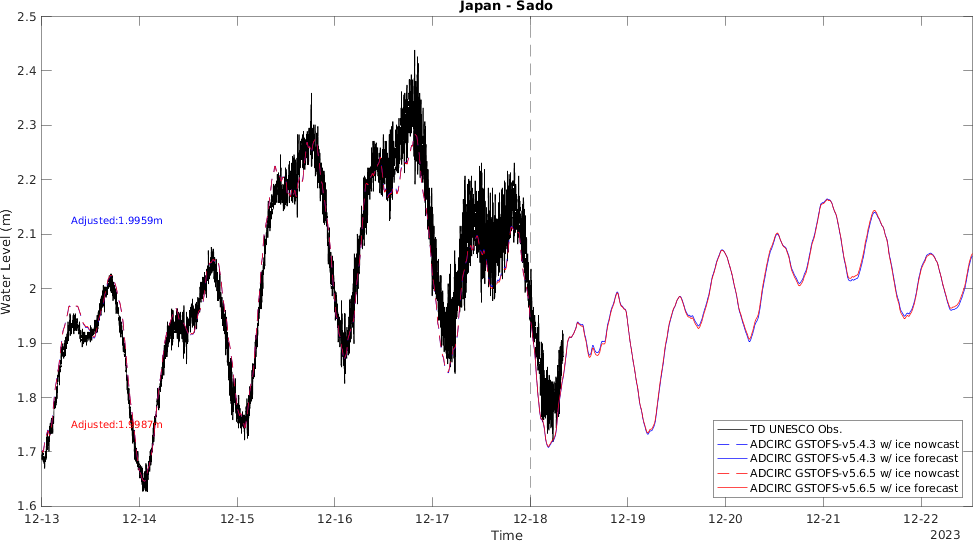 Japan - Sado
2.5
2.4
2.3
2.2
2.1
2
1.9
1.8
1.7
1.6
Water Level (m)
Adjusted:1.9959m
Adjusted:1.9987m
TD UNESCO Obs.
ADCIRC GSTOFS-v5.4.3 w/ ice nowcast
ADCIRC GSTOFS-v5.4.3 w/ ice forecast
ADCIRC GSTOFS-v5.6.5 w/ ice nowcast
ADCIRC GSTOFS-v5.6.5 w/ ice forecast
12-13 12-14 12-15 12-16 12-17 12-18 12-19 12-20 12-21 12-22
Time
2023